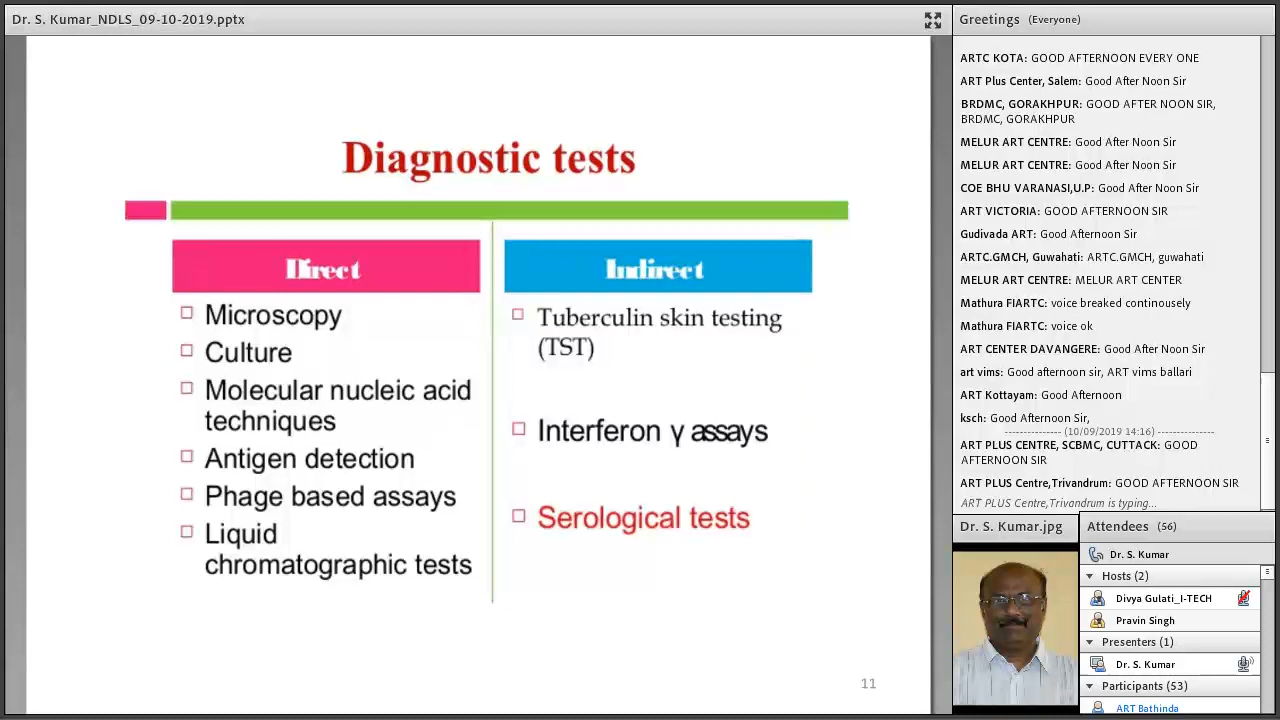 Dr. S. Kumar_NDLS_09-10-2019.pptx
Diagnostic tests
Direct
Microscopy
Culture
Molecular nucleic acid
techniques
Antigen detection
Phage based assays
Liquid
chromatographic tests
Indirect
Tuberculin skin testing
(TST)
Interferon γ assays
Serological tests
11
Greetings (Everyone)
ARTC KOTA: GOOD AFTERNOON EVERY ONE
ART Plus Center, Salem: Good After Noon Sir
BRDMC, GORAKHPUR: GOOD AFTER NOON SIR,
BRDMC, GORAKHPUR
MELUR ART CENTRE: Good After Noon Sir
MELUR ART CENTRE: Good After Noon Sir
COE BHU VARANASI,U.P: Good After Noon Sir
ART VICTORIA: GOOD AFTERNOON SIR
Gudivada ART: Good Afternoon Sir
ARTC.GMCH, Guwahati: ARTC.GMCH, guwahati
MELUR ART CENTRE: MELUR ART CENTER
Mathura FIARTC: voice breaked continously
Mathura FIARTC: voice ok
ART CENTER DAVANGERE: Good After Noon Sir
art vims: Good afternoon sir, ART vims ballari
ART Kottayam: Good Afternoon
ksch: Good Afternoon Sir,
-------------- (10/09/2019 14:16) ---------------
ART PLUS CENTRE, SCBMC, CUTTACK: GOOD
AFTERNOON SIR
ART PLUS Centre,Trivandrum: GOOD AFTERNOON SIR
ART PLUS Centre,Trivandrum is typing...
Dr. S. Kumar.jpg
Attendees (56)
Dr. S. Kumar
Hosts (2)
Divya Gulati_I-TECH
Pravin Singh
Presenters (1)
Dr. S. Kumar
Participants (53)
ART Bathinda